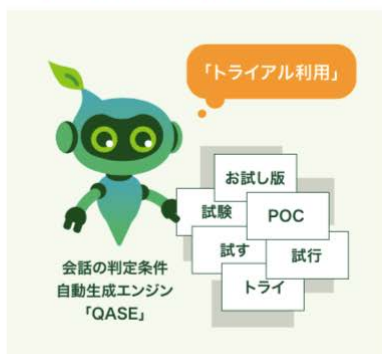 「トライアル利用」
お試し版
試験
POC
試す
試行
トライ
会話の判定条件
自動生成エンジン
「QASE」